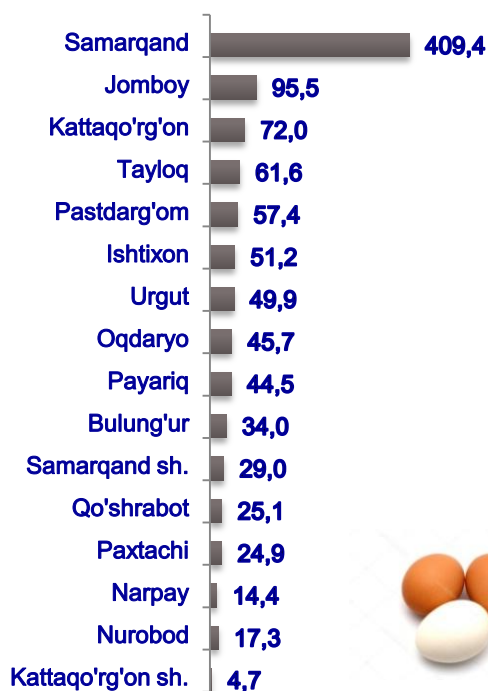 Samarqand 409,4
Jomboy 95,5
Kattaqo'rg'on 72,0
Tayloq 61,6
Pastdarg'om 57,4
Ishtixon 51,2
Urgut 49,9
Oqdaryo 45,7
Payariq 44,5
Bulung'ur 34,0
Samarqand sh. 29,0
Qo'shrabot 25,1
Paxtachi 24,9
Narpay 14,4
Nurobod 17,3
Kattaqo'rg'on sh. 4,7